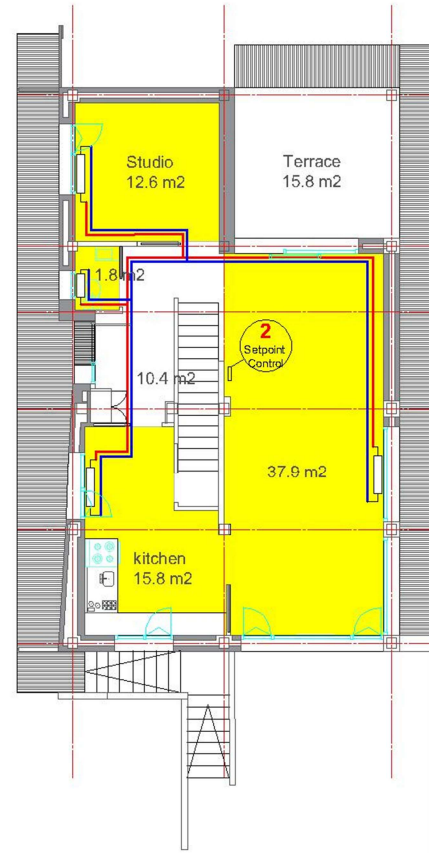 Studio
12.6 m2
Terrace
15.8 m2
1.8 m2
2
Setpoint
Control
10.4 m2
37.9 m2
kitchen
15.8 m2